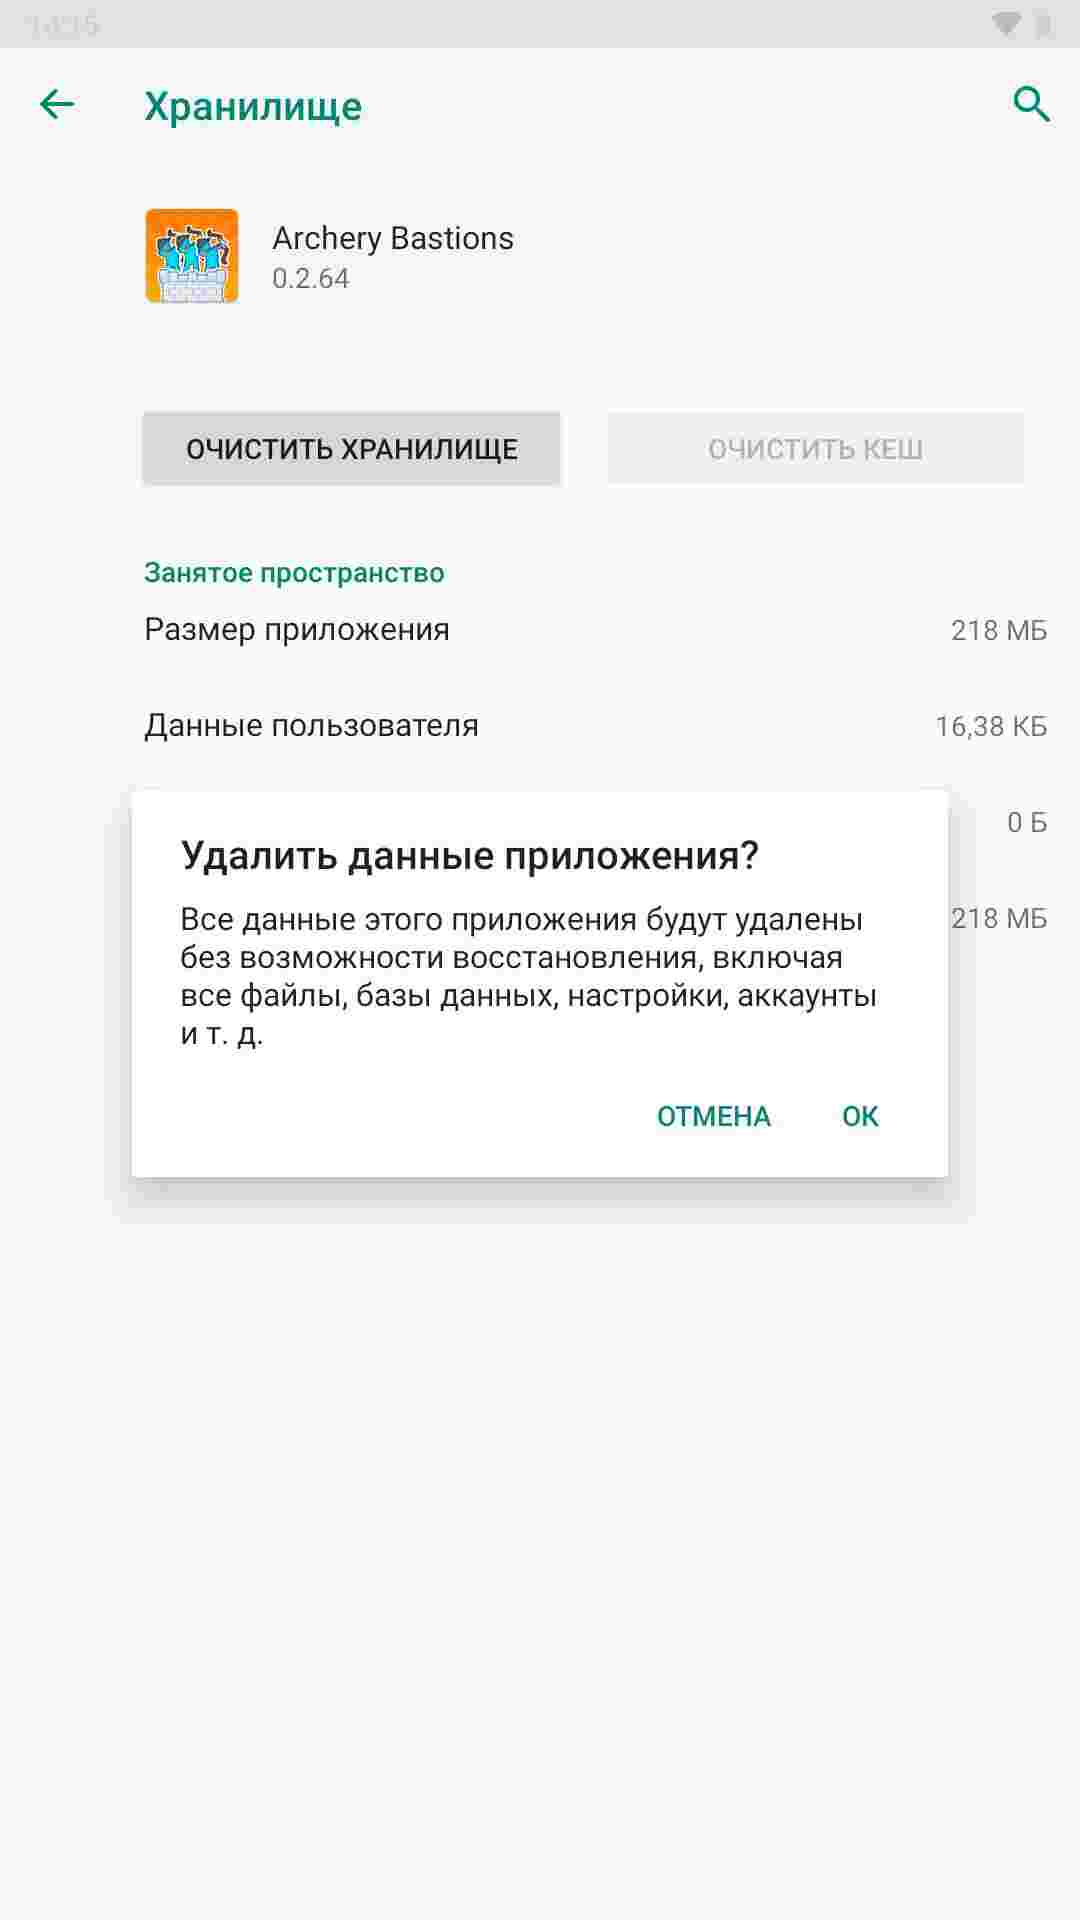 14:15
Хранилище
Archery Bastions
0.2.64
ОЧИСТИТЬ ХРАНИЛИЩЕ
ОЧИСТИТЬ КЕШ
Занятое пространство
Размер приложения 218 МБ
Данные пользователя 16,38 КБ
0 Б
218 МБ
Удалить данные приложения?
Все данные этого приложения будут удалены
без возможности восстановления, включая
все файлы, базы данных, настройки, аккаунты
и т. д.
ОТМЕНА ОК